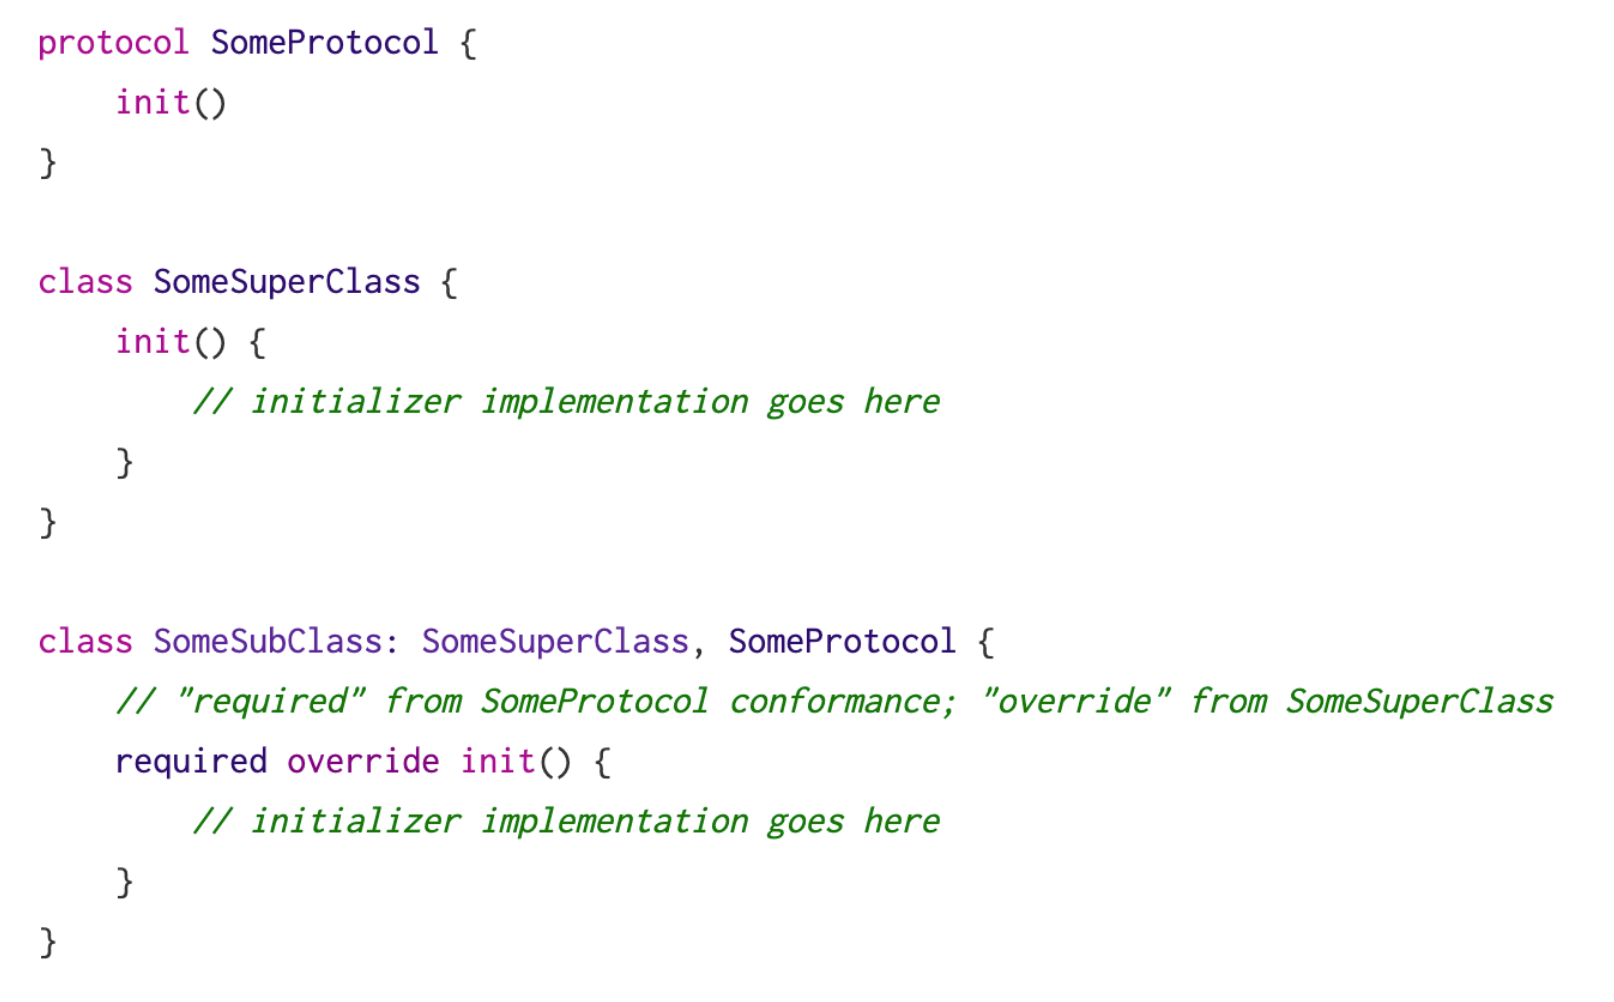 protocol SomeProtocol {
    init()
}

class SomeSuperClass {
    init() {
        // initializer implementation goes here
    }
}

class SomeSubClass: SomeSuperClass, SomeProtocol {
    // "required" from SomeProtocol conformance; "override" from SomeSuperClass
    required override init() {
        // initializer implementation goes here
    }
}